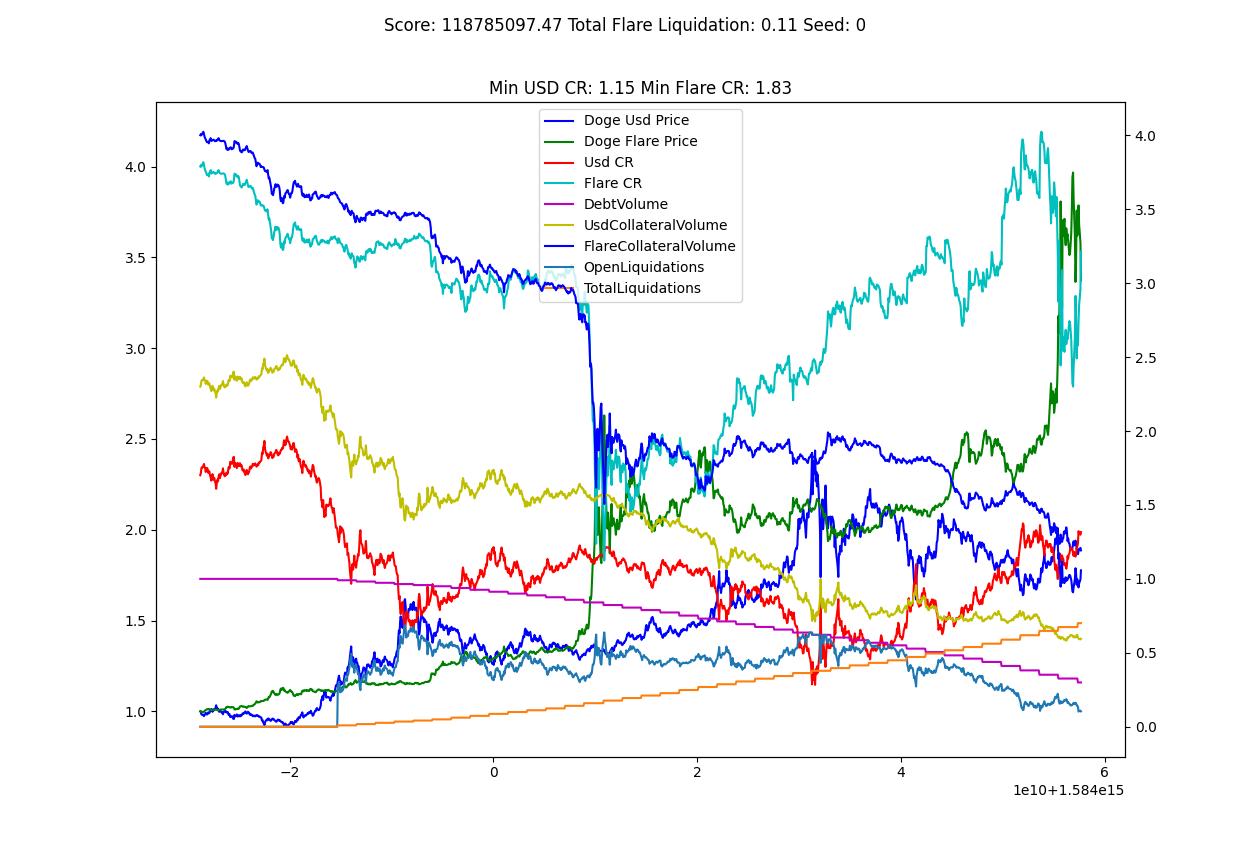 Score: 118785097.47 Total Flare Liquidation: 0.11 Seed: 0
Min USD CR: 1.15 Min Flare CR: 1.83
Doge Usd Price
Doge Flare Price
Usd CR
Flare CR
DebtVolume
UsdCollateralVolume
FlareCollateralVolume
OpenLiquidations
TotalLiquidations
4.0
3.5
3.0
2.5
2.0
1.5
1.0
4.0
3.5
3.0
2.5
2.0
1.5
1.0
0.5
0.0
−2
0
2
4
6
1e10+1.584e15